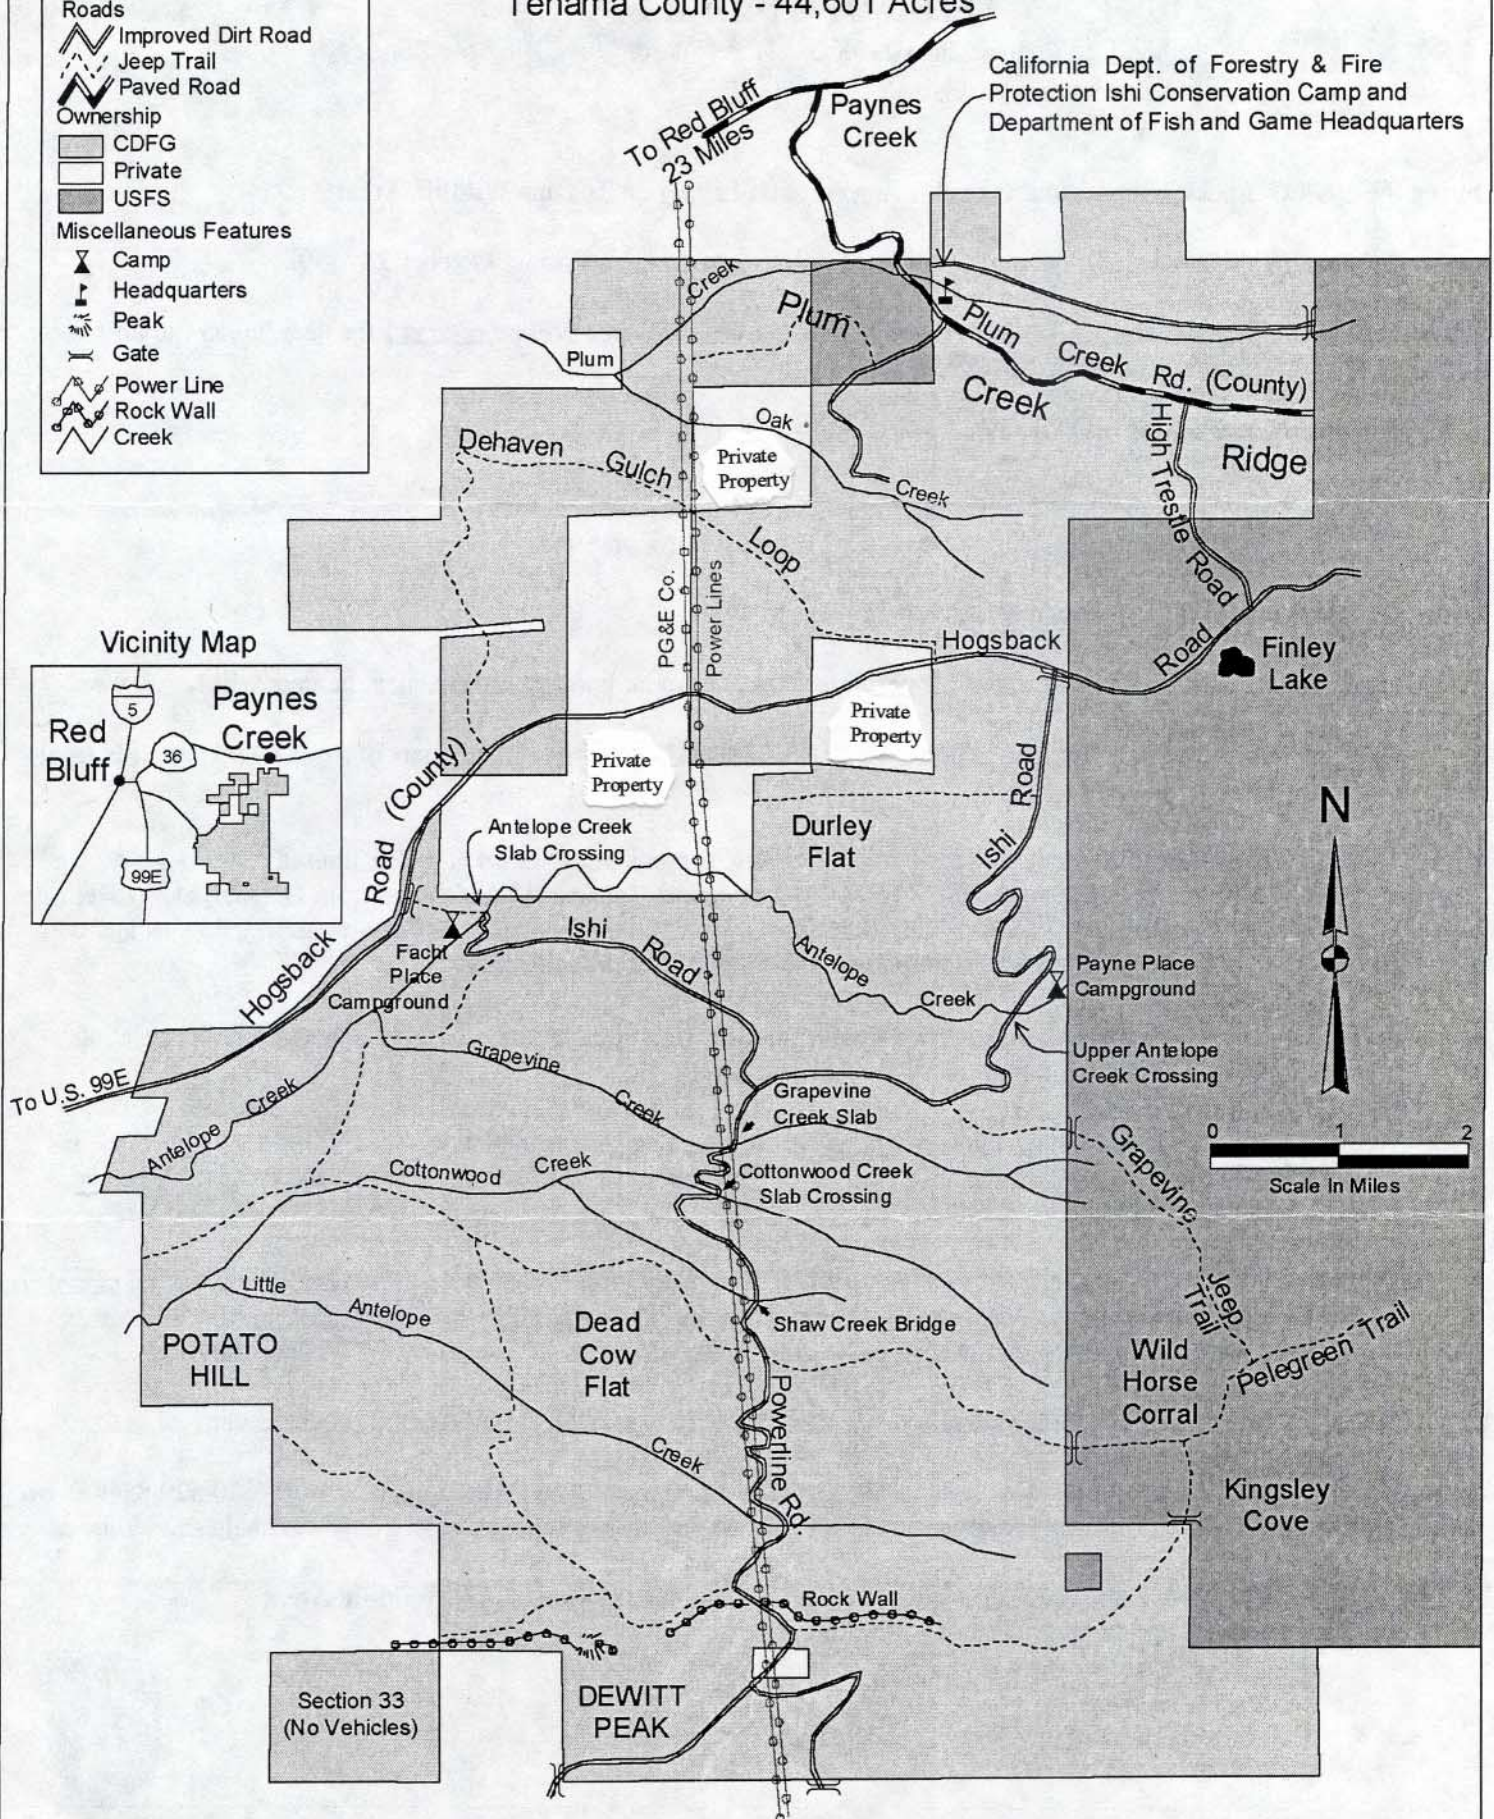 Tehama County - 44,601 Acres
Roads
Improved Dirt Road
Jeep Trail
Paved Road
Ownership
CDFG
Private
USFS
Miscellaneous Features
Camp
Headquarters
Peak
Gate
Power Line
Rock Wall
Creek
California Dept. of Forestry & Fire
Protection Ishi Conservation Camp and
Department of Fish and Game Headquarters
To Red Bluff
23 Miles
Paynes
Creek
Creek
Plum
Plum
Plum
Creek
Rd. (County)
Creek
Ridge
High Trestle Road
Oak
Creek
Private
Property
Dehaven
Gulch
Loop
PG&E Co.
Power Lines
Hogsback
Road
Finley
Lake
Private
Property
Private
Property
Vicinity Map
5
Red
Bluff
36
Paynes
Creek
99E
Road
(County)
Hogsback
Antelope Creek
Slab Crossing
Durley
Flat
Ishi
Road
N
Facht
Place
Campground
Ishi
Road
Antelope
Creek
Payne Place
Campground
Upper Antelope
Creek Crossing
To U.S. 99E
Antelope
Creek
Grapevine
Creek
Grapevine
Creek Slab
0
1
2
Scale In Miles
Grapevine
Jeep
Trail
Cottonwood
Creek
Cottonwood Creek
Slab Crossing
Little
Antelope
Creek
POTATO
HILL
Dead
Cow
Flat
Shaw Creek Bridge
Powerline
Rd.
Wild
Horse
Corral
Pelegreen Trail
Kingsley
Cove
Rock Wall
Section 33
(No Vehicles)
DEWITT
PEAK